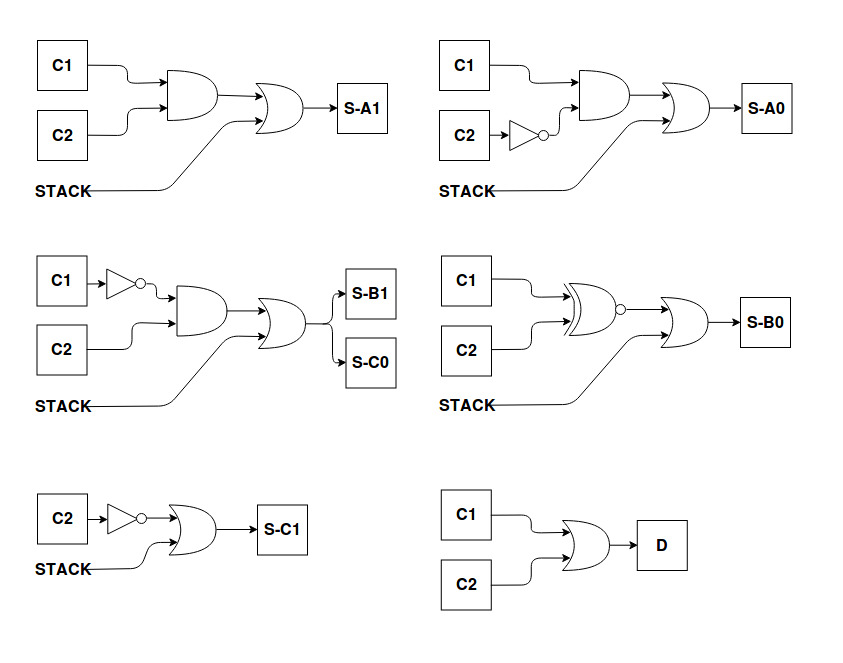 C1
C2
STACK
S-A1
C1
C2
STACK
S-A0
C1
C2
STACK
S-B1
S-C0
C1
C2
STACK
S-B0
C2
STACK
S-C1
C1
C2
D